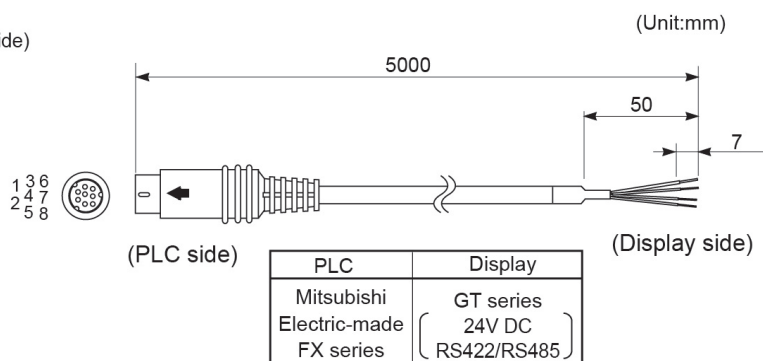 (Unit:mm)
ide)
5000
50
7
1 3 6
2 4 7
5 8
(PLC side)
(Display side)
PLC Display
Mitsubishi GT series
Electric-made 24V DC
FX series RS422/RS485